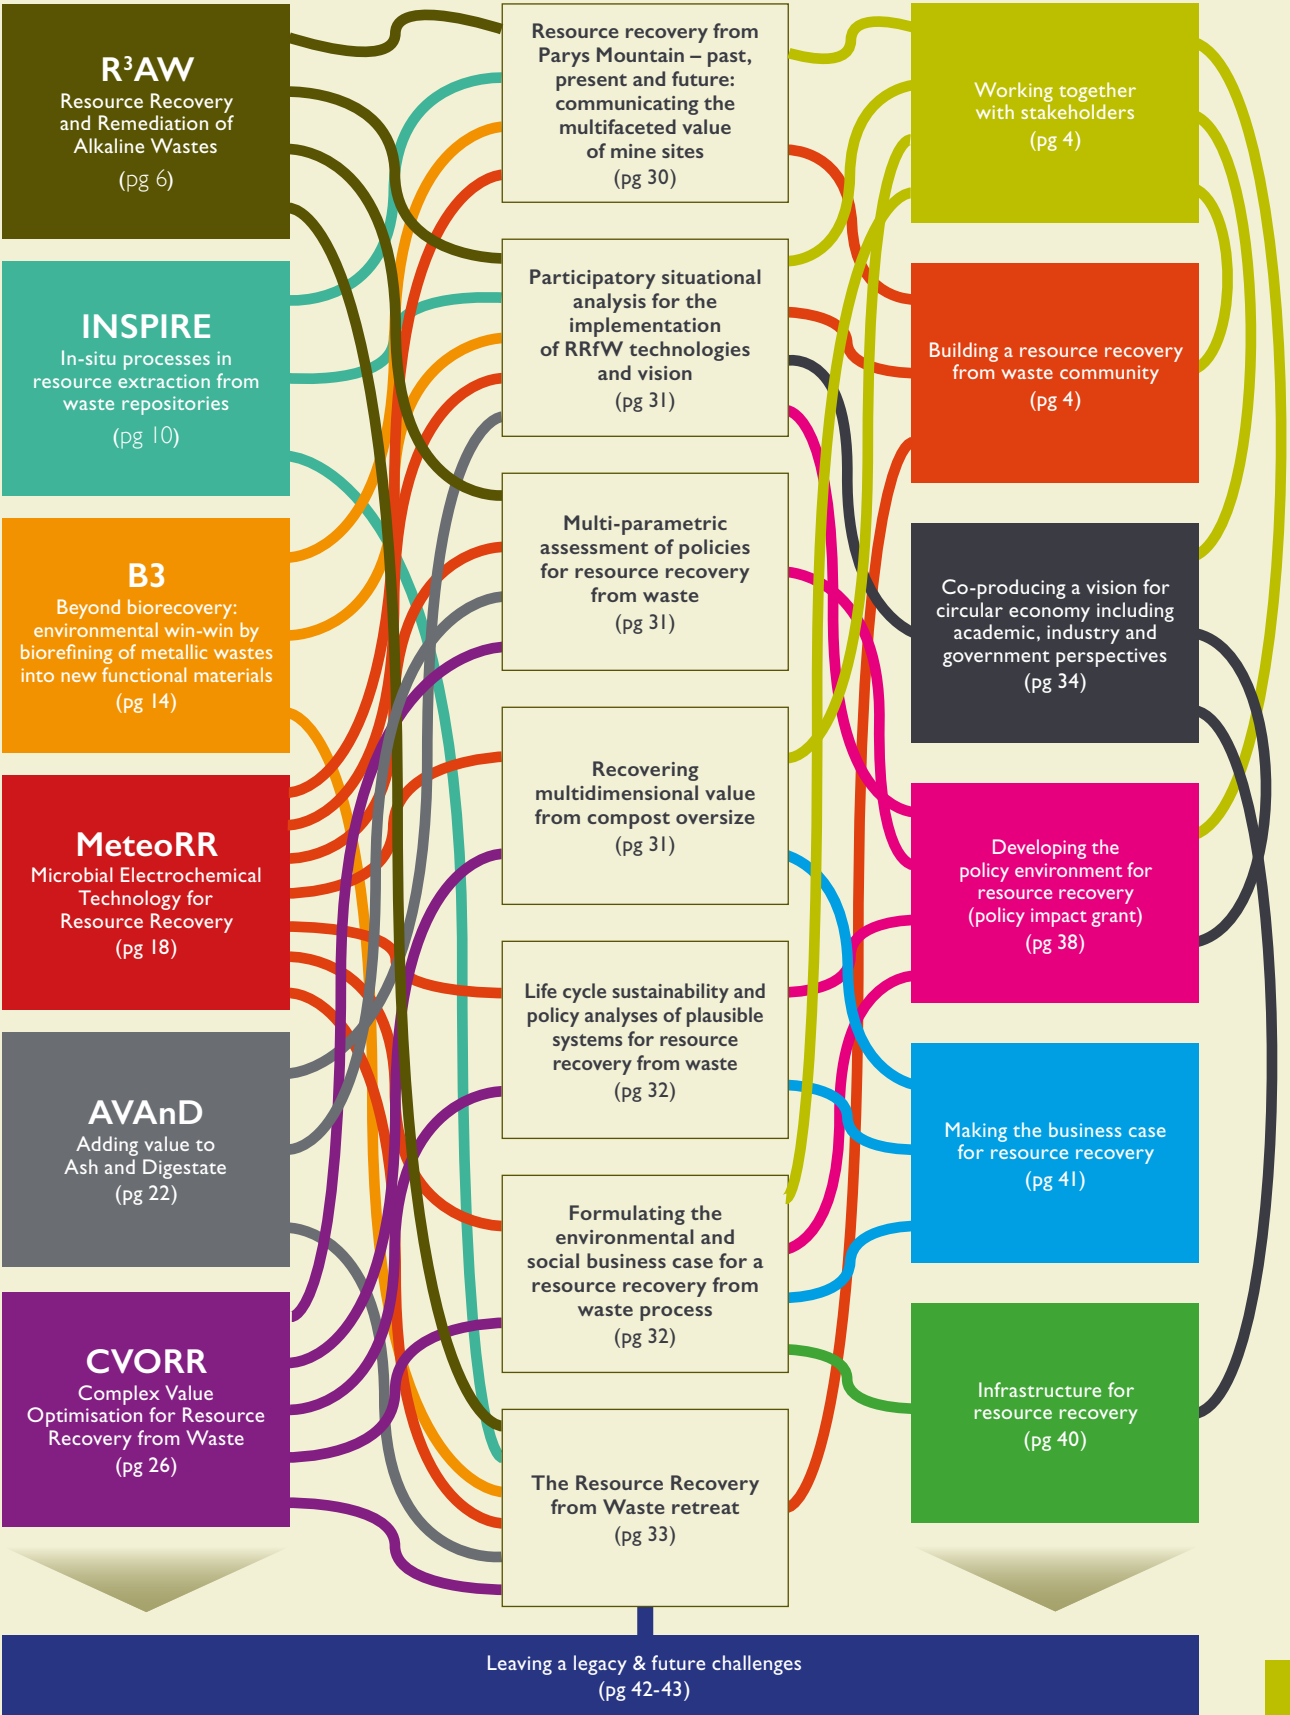 R³AW
Resource Recovery
and Remediation of
Alkaline Wastes
(pg 6)
INSPIRE
In-situ processes in
resource extraction from
waste repositories
(pg 10)
B3
Beyond biorecovery:
environmental win-win by
biorefining of metallic wastes
into new functional materials
(pg 14)
MeteoRR
Microbial Electrochemical
Technology for
Resource Recovery
(pg 18)
AVAnD
Adding value to
Ash and Digestate
(pg 22)
CVORR
Complex Value
Optimisation for Resource
Recovery from Waste
(pg 26)
Resource recovery from
Parys Mountain – past,
present and future:
communicating the
multifaceted value
of mine sites
(pg 30)
Participatory situational
analysis for the
implementation
of RRfW technologies
and vision
(pg 31)
Multi-parametric
assessment of policies
for resource recovery
from waste
(pg 31)
Recovering
multidimensional value
from compost oversize
(pg 31)
Life cycle sustainability and
policy analyses of plausible
systems for resource
recovery from waste
(pg 32)
Formulating the
environmental and
social business case for a
resource recovery from
waste process
(pg 32)
The Resource Recovery
from Waste retreat
(pg 33)
Working together
with stakeholders
(pg 4)
Building a resource recovery
from waste community
(pg 4)
Co-producing a vision for
circular economy including
academic, industry and
government perspectives
(pg 34)
Developing the
policy environment for
resource recovery
(policy impact grant)
(pg 38)
Making the business case
for resource recovery
(pg 41)
Infrastructure for
resource recovery
(pg 40)
Leaving a legacy & future challenges
(pg 42-43)